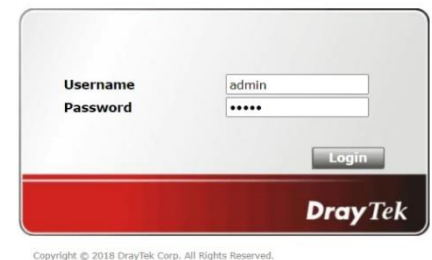 Username admin
Password •••••
Login
DrayTek
Copyright © 2018 DrayTek Corp. All Rights Reserved.